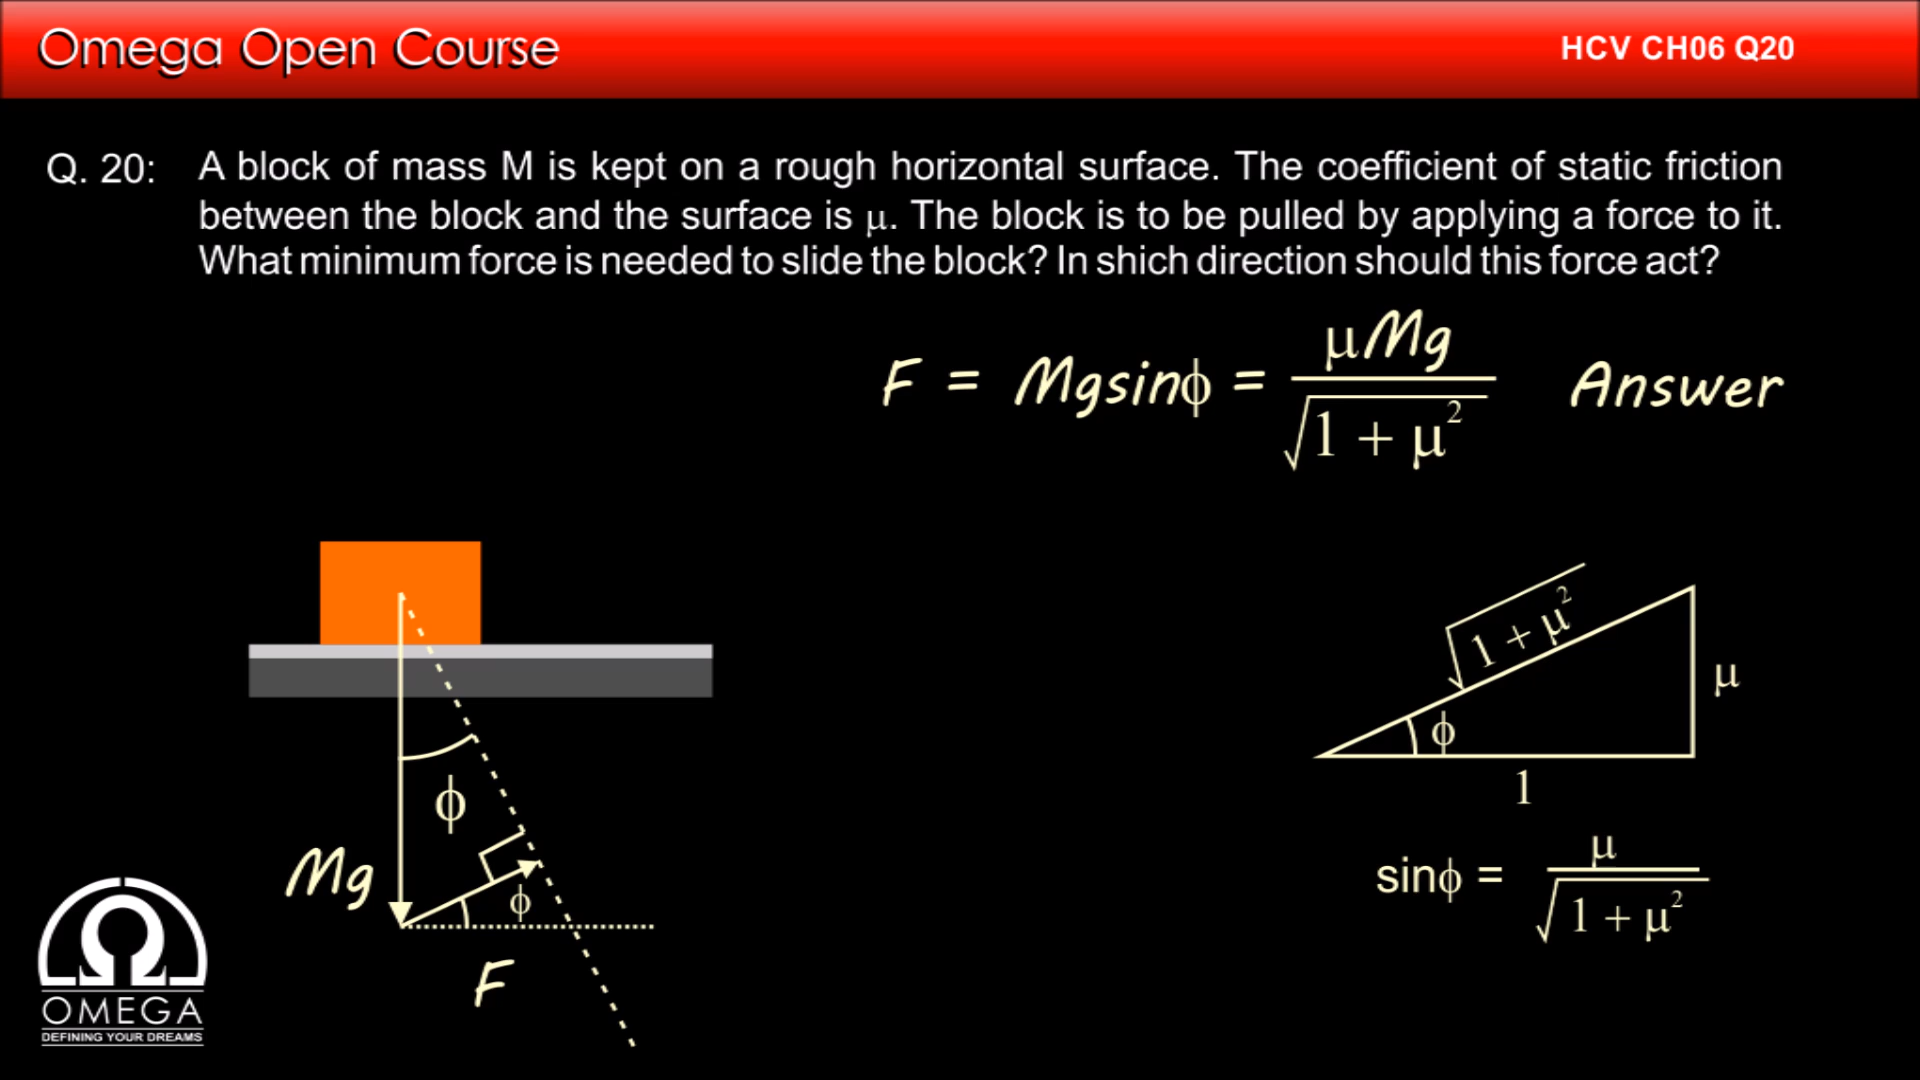 Omega Open Course
HCV CH06 Q20
Q. 20: A block of mass M is kept on a rough horizontal surface. The coefficient of static friction
between the block and the surface is μ. The block is to be pulled by applying a force to it.
What minimum force is needed to slide the block? In shich direction should this force act?
F = Mgsinϕ = μMg / √(1 + μ²) Answer
√(1 + μ²)
μ
ϕ
1
ϕ
Mg
ϕ
F
sinϕ = μ / √(1 + μ²)
OMEGA
DEFINING YOUR DREAMS